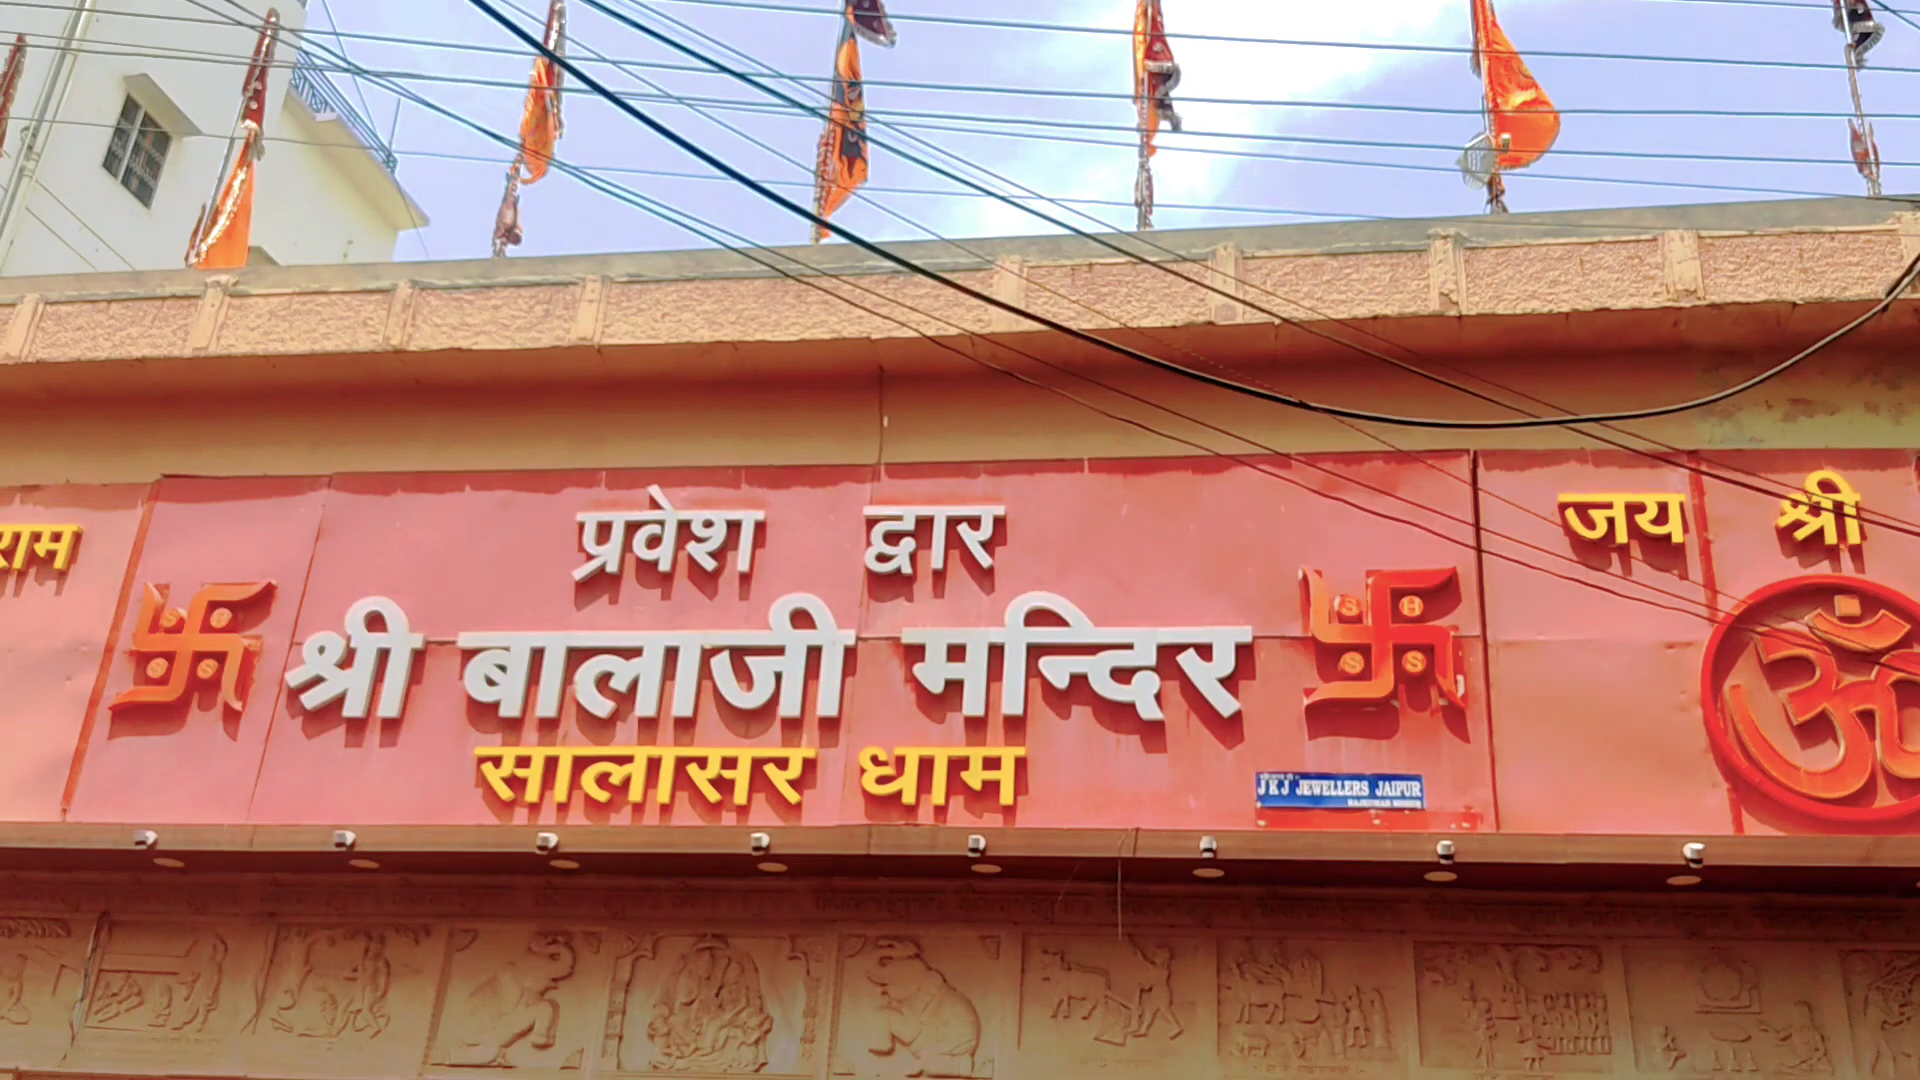 राम
प्रवेश द्वार
जय श्री
श्री बालाजी मन्दिर
ॐ
S H
S S
S H
S S
सालासर धाम
JKJ JEWELLERS JAIPUR